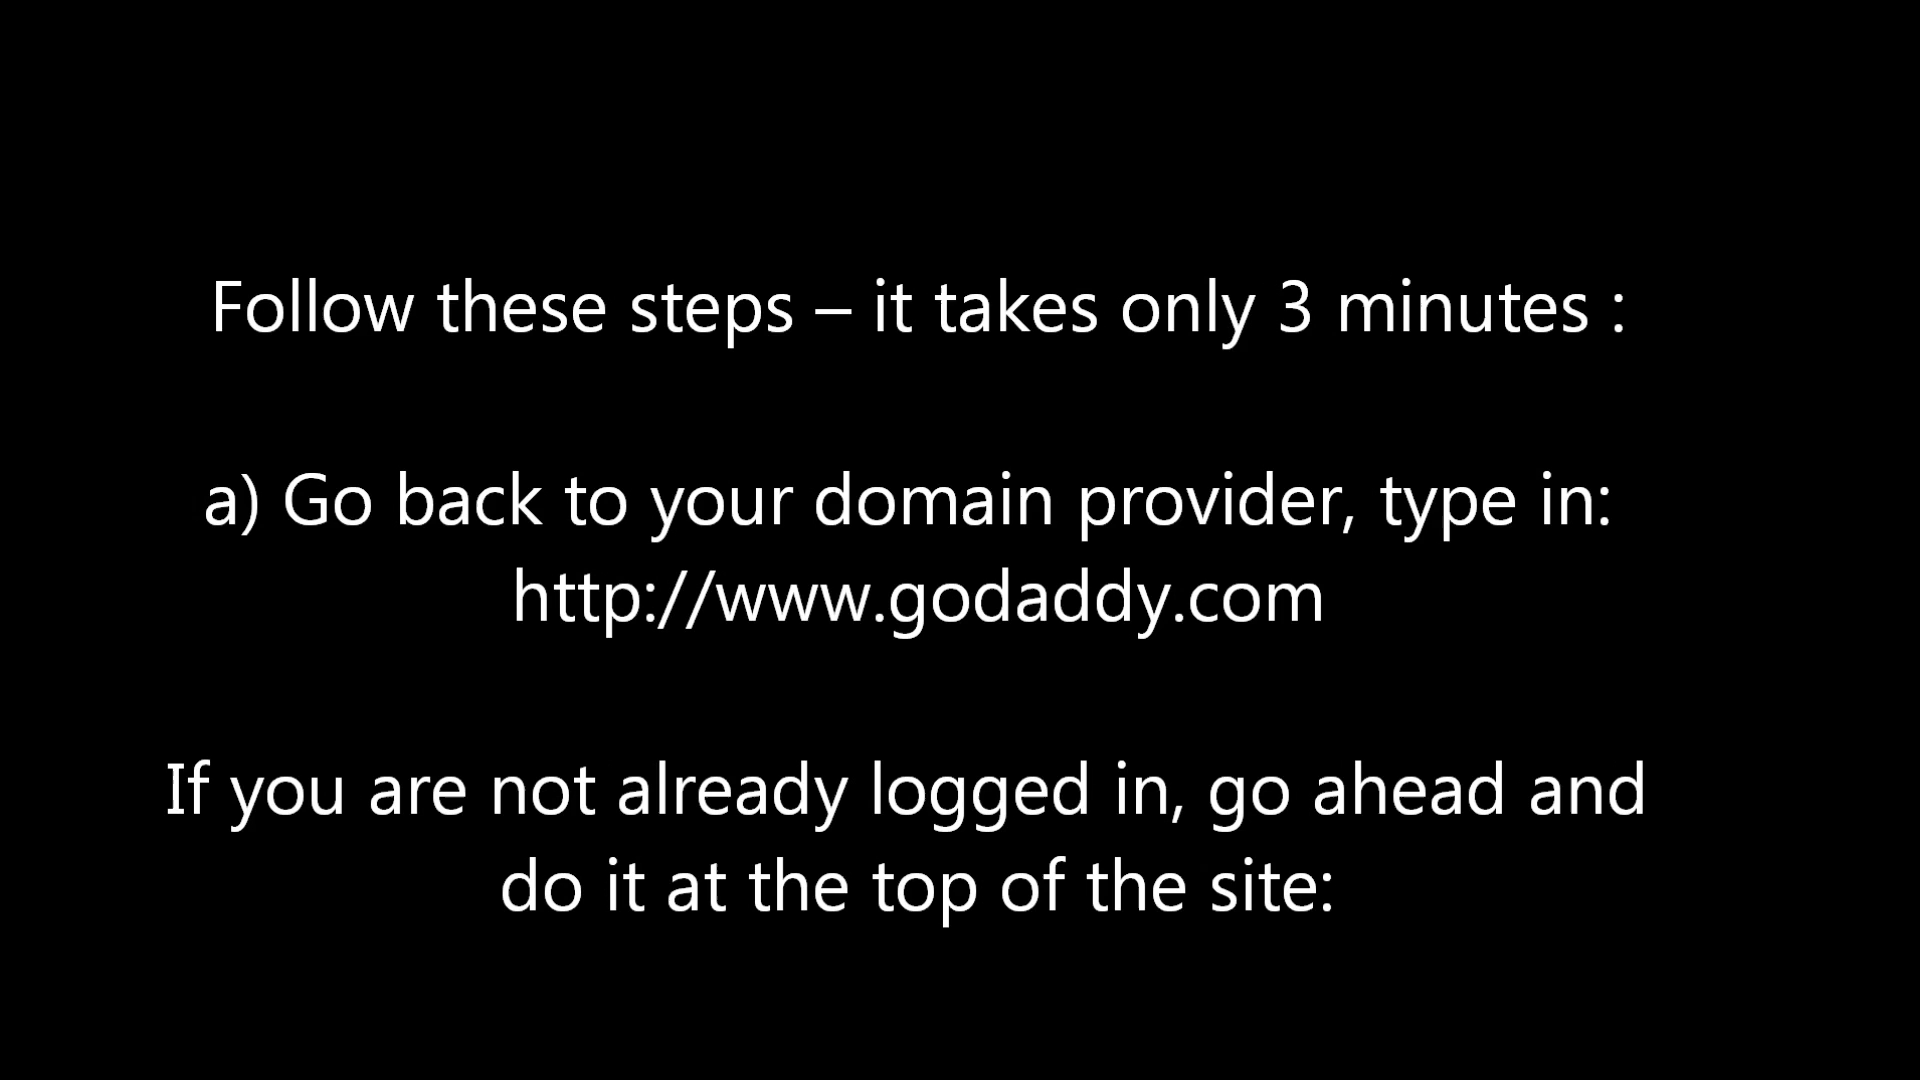 Follow these steps – it takes only 3 minutes :
a) Go back to your domain provider, type in:
http://www.godaddy.com
If you are not already logged in, go ahead and
do it at the top of the site: